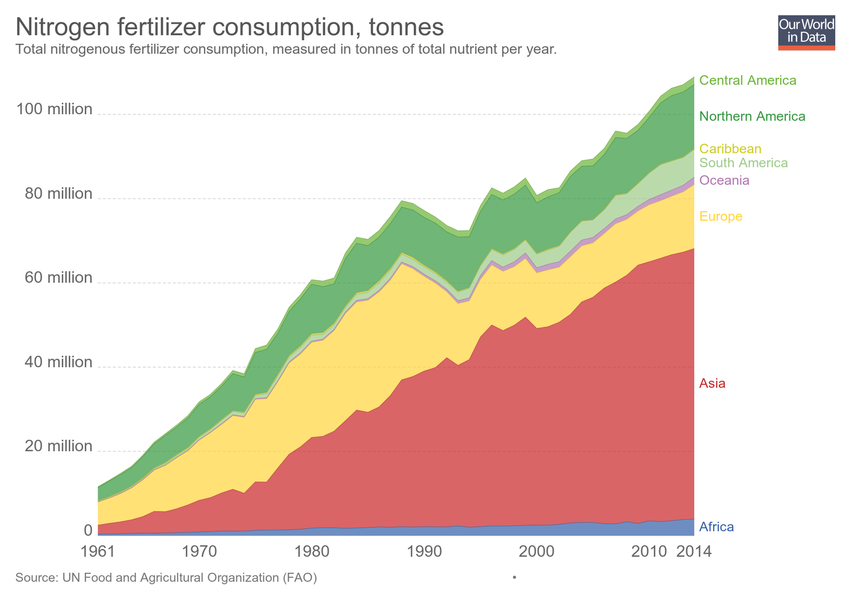 Nitrogen fertilizer consumption, tonnes
Total nitrogenous fertilizer consumption, measured in tonnes of total nutrient per year.
Our World
in Data
100 million
80 million
60 million
40 million
20 million
0
Central America
Northern America
Caribbean
South America
Oceania
Europe
Asia
Africa
1961 1970 1980 1990 2000 2010 2014
Source: UN Food and Agricultural Organization (FAO)